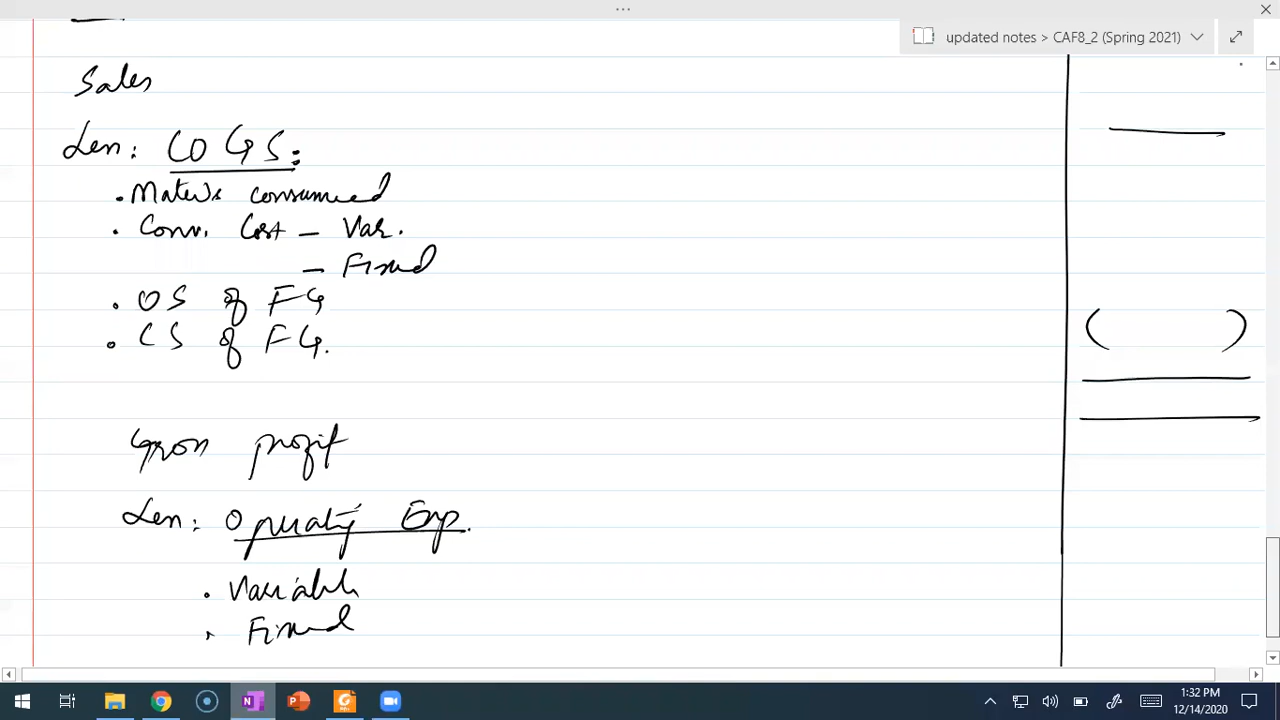 ...
updated notes > CAF8_2 (Spring 2021)
Sales
Less: COGS:
. Mater's consumed
. Conv. Cost – Var.
– Fixed
. OS of FG
. CS of FG.
( )
Gross profit
Less: Operating Exp.
. Variable
. Fixed
1:32 PM
12/14/2020